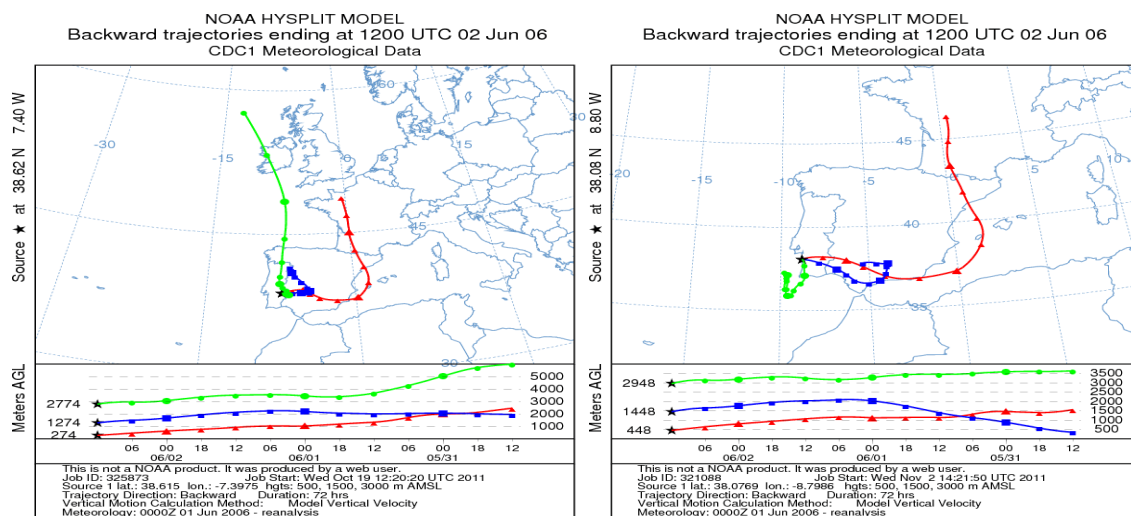 NOAA HYSPLIT MODEL
Backward trajectories ending at 1200 UTC 02 Jun 06
CDC1 Meteorological Data
Source ★ at 38.62 N 7.40 W
-30
-15
-0
15
30
60
45
30
Meters AGL
2774
1274
274
5000
4000
3000
2000
1000
06 00 18 12 06 00 18 12
06/02 06/01 05/31
This is not a NOAA product. It was produced by a web user.
Job ID: 325873 Job Start: Wed Oct 19 12:20:20 UTC 2011
Source 1 lat.: 38.615 lon.: -7.3975 hgts: 500, 1500, 3000 m AMSL
Trajectory Direction: Backward Duration: 72 hrs
Vertical Motion Calculation Method: Model Vertical Velocity
Meteorology: 0000Z 01 Jun 2006 - reanalysis
NOAA HYSPLIT MODEL
Backward trajectories ending at 1200 UTC 02 Jun 06
CDC1 Meteorological Data
Source ★ at 38.08 N 8.80 W
-10
-5
0
5
45
40
35
Meters AGL
2948
1448
448
3500
3000
2500
2000
1500
1000
500
06 00 18 12 06 00 18 12
06/02 06/01 05/31
This is not a NOAA product. It was produced by a web user.
Job ID: 321088 Job Start: Wed Nov 2 14:21:50 UTC 2011
Source 1 lat.: 38.0769 lon.: -8.7986 hgts: 500, 1500, 3000 m AMSL
Trajectory Direction: Backward Duration: 72 hrs
Vertical Motion Calculation Method: Model Vertical Velocity
Meteorology: 0000Z 01 Jun 2006 - reanalysis